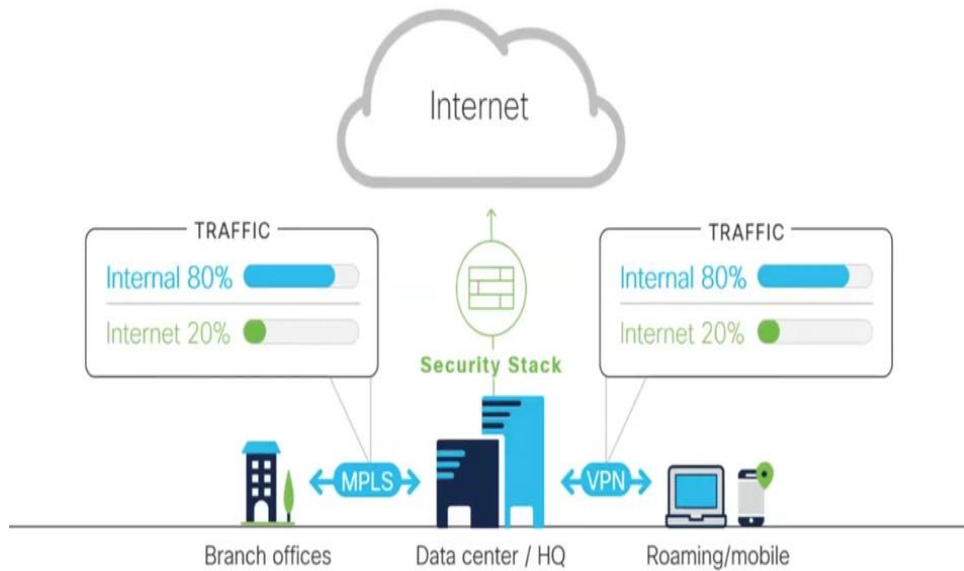 Internet
TRAFFIC
Internal 80%
Internet 20%
TRAFFIC
Internal 80%
Internet 20%
Security Stack
MPLS
VPN
Branch offices
Data center / HQ
Roaming/mobile